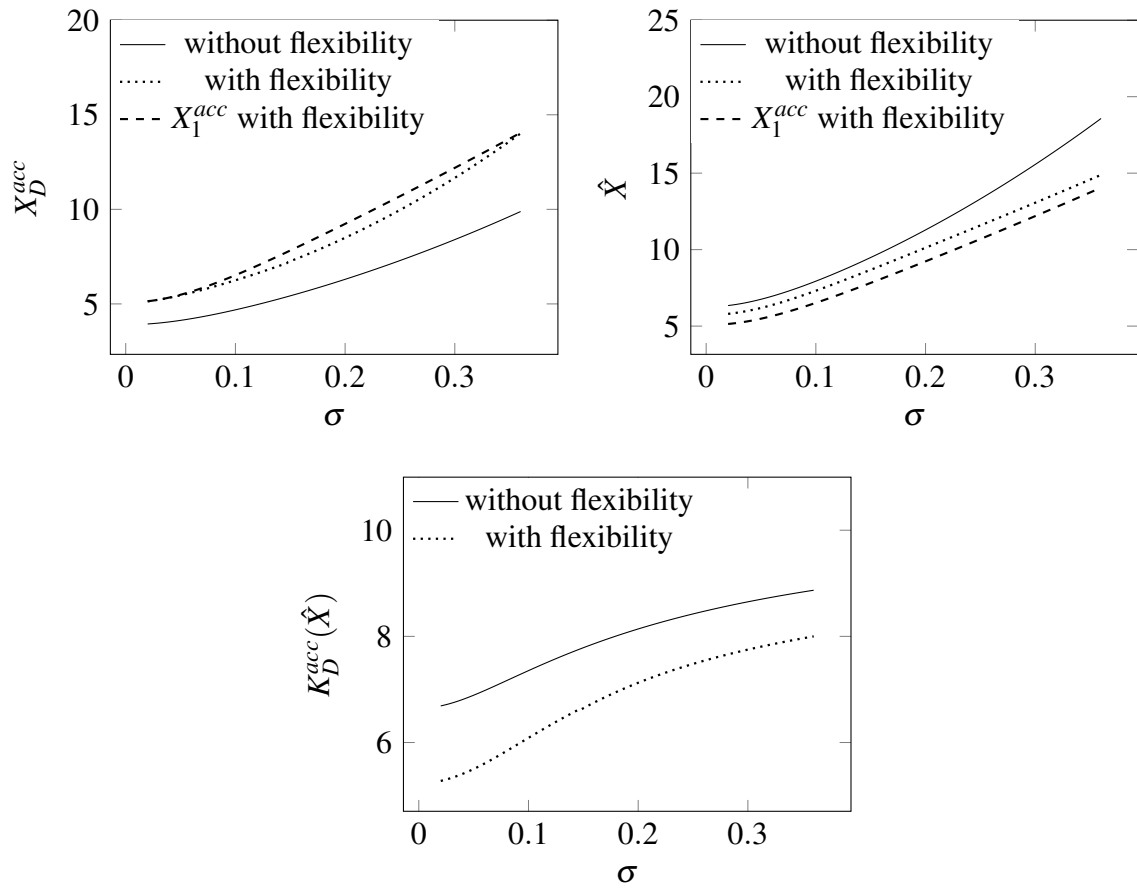 20
15
10
5
0
0.1
0.2
0.3
σ
X_D^{acc}
without flexibility
with flexibility
X_1^{acc} with flexibility
25
20
15
10
5
0
0.1
0.2
0.3
σ
X̂
without flexibility
with flexibility
X_1^{acc} with flexibility
10
8
6
0
0.1
0.2
0.3
σ
K_D^{acc}(X̂)
without flexibility
with flexibility